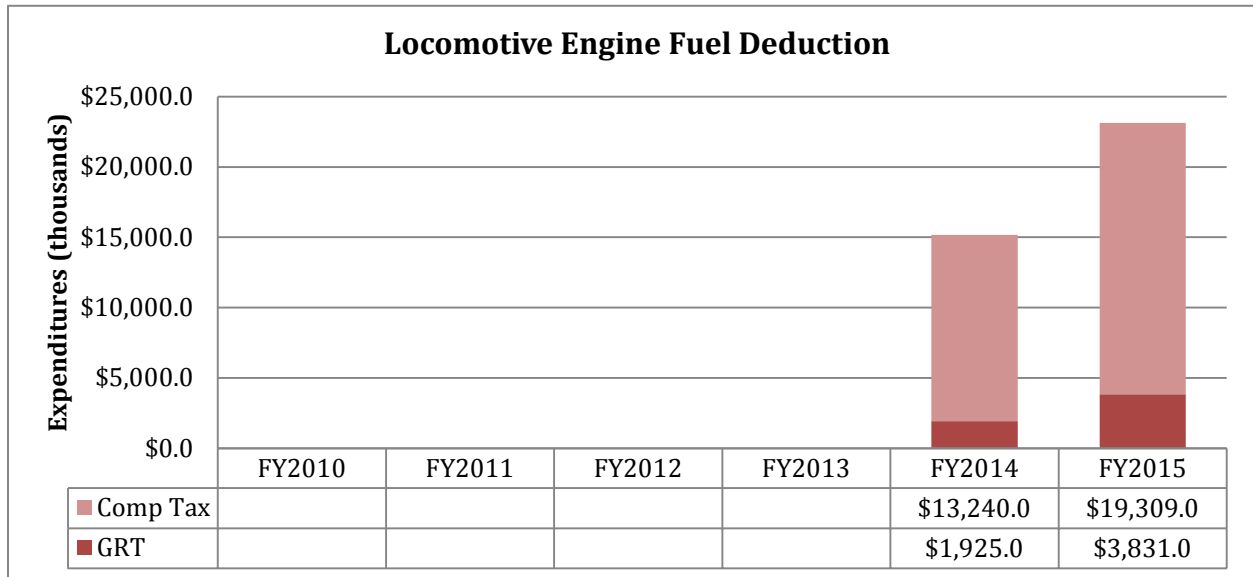 Locomotive Engine Fuel Deduction
Expenditures (thousands)
$25,000.0
$20,000.0
$15,000.0
$10,000.0
$5,000.0
$0.0
FY2010 FY2011 FY2012 FY2013 FY2014 FY2015
Comp Tax $13,240.0 $19,309.0
GRT $1,925.0 $3,831.0